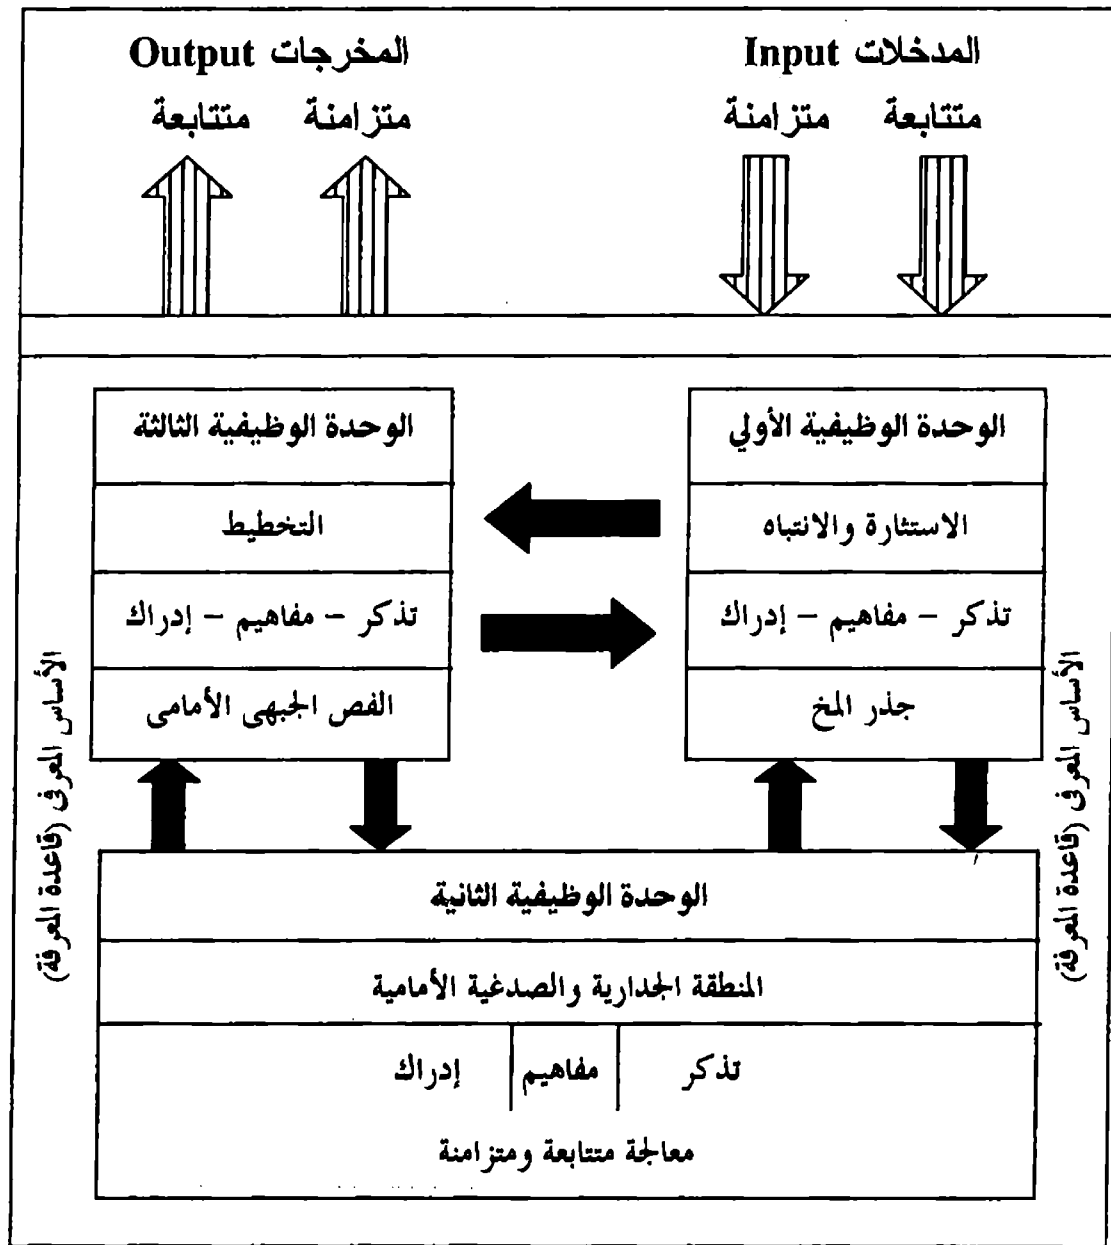 المدخلات Input
المخرجات Output
متتابعة
متزامنة
متزامنة
متتابعة
الوحدة الوظيفية الأولي
الاستثارة والانتباه
تذكر – مفاهيم – إدراك
جذر المخ
الوحدة الوظيفية الثالثة
التخطيط
تذكر – مفاهيم – إدراك
الفص الجبهى الأمامى
الأساس المعرفى (قاعدة المعرفة)
الأساس المعرفى (قاعدة المعرفة)
الوحدة الوظيفية الثانية
المنطقة الجدارية والصدغية الأمامية
تذكر
مفاهيم
إدراك
معالجة متتابعة ومتزامنة